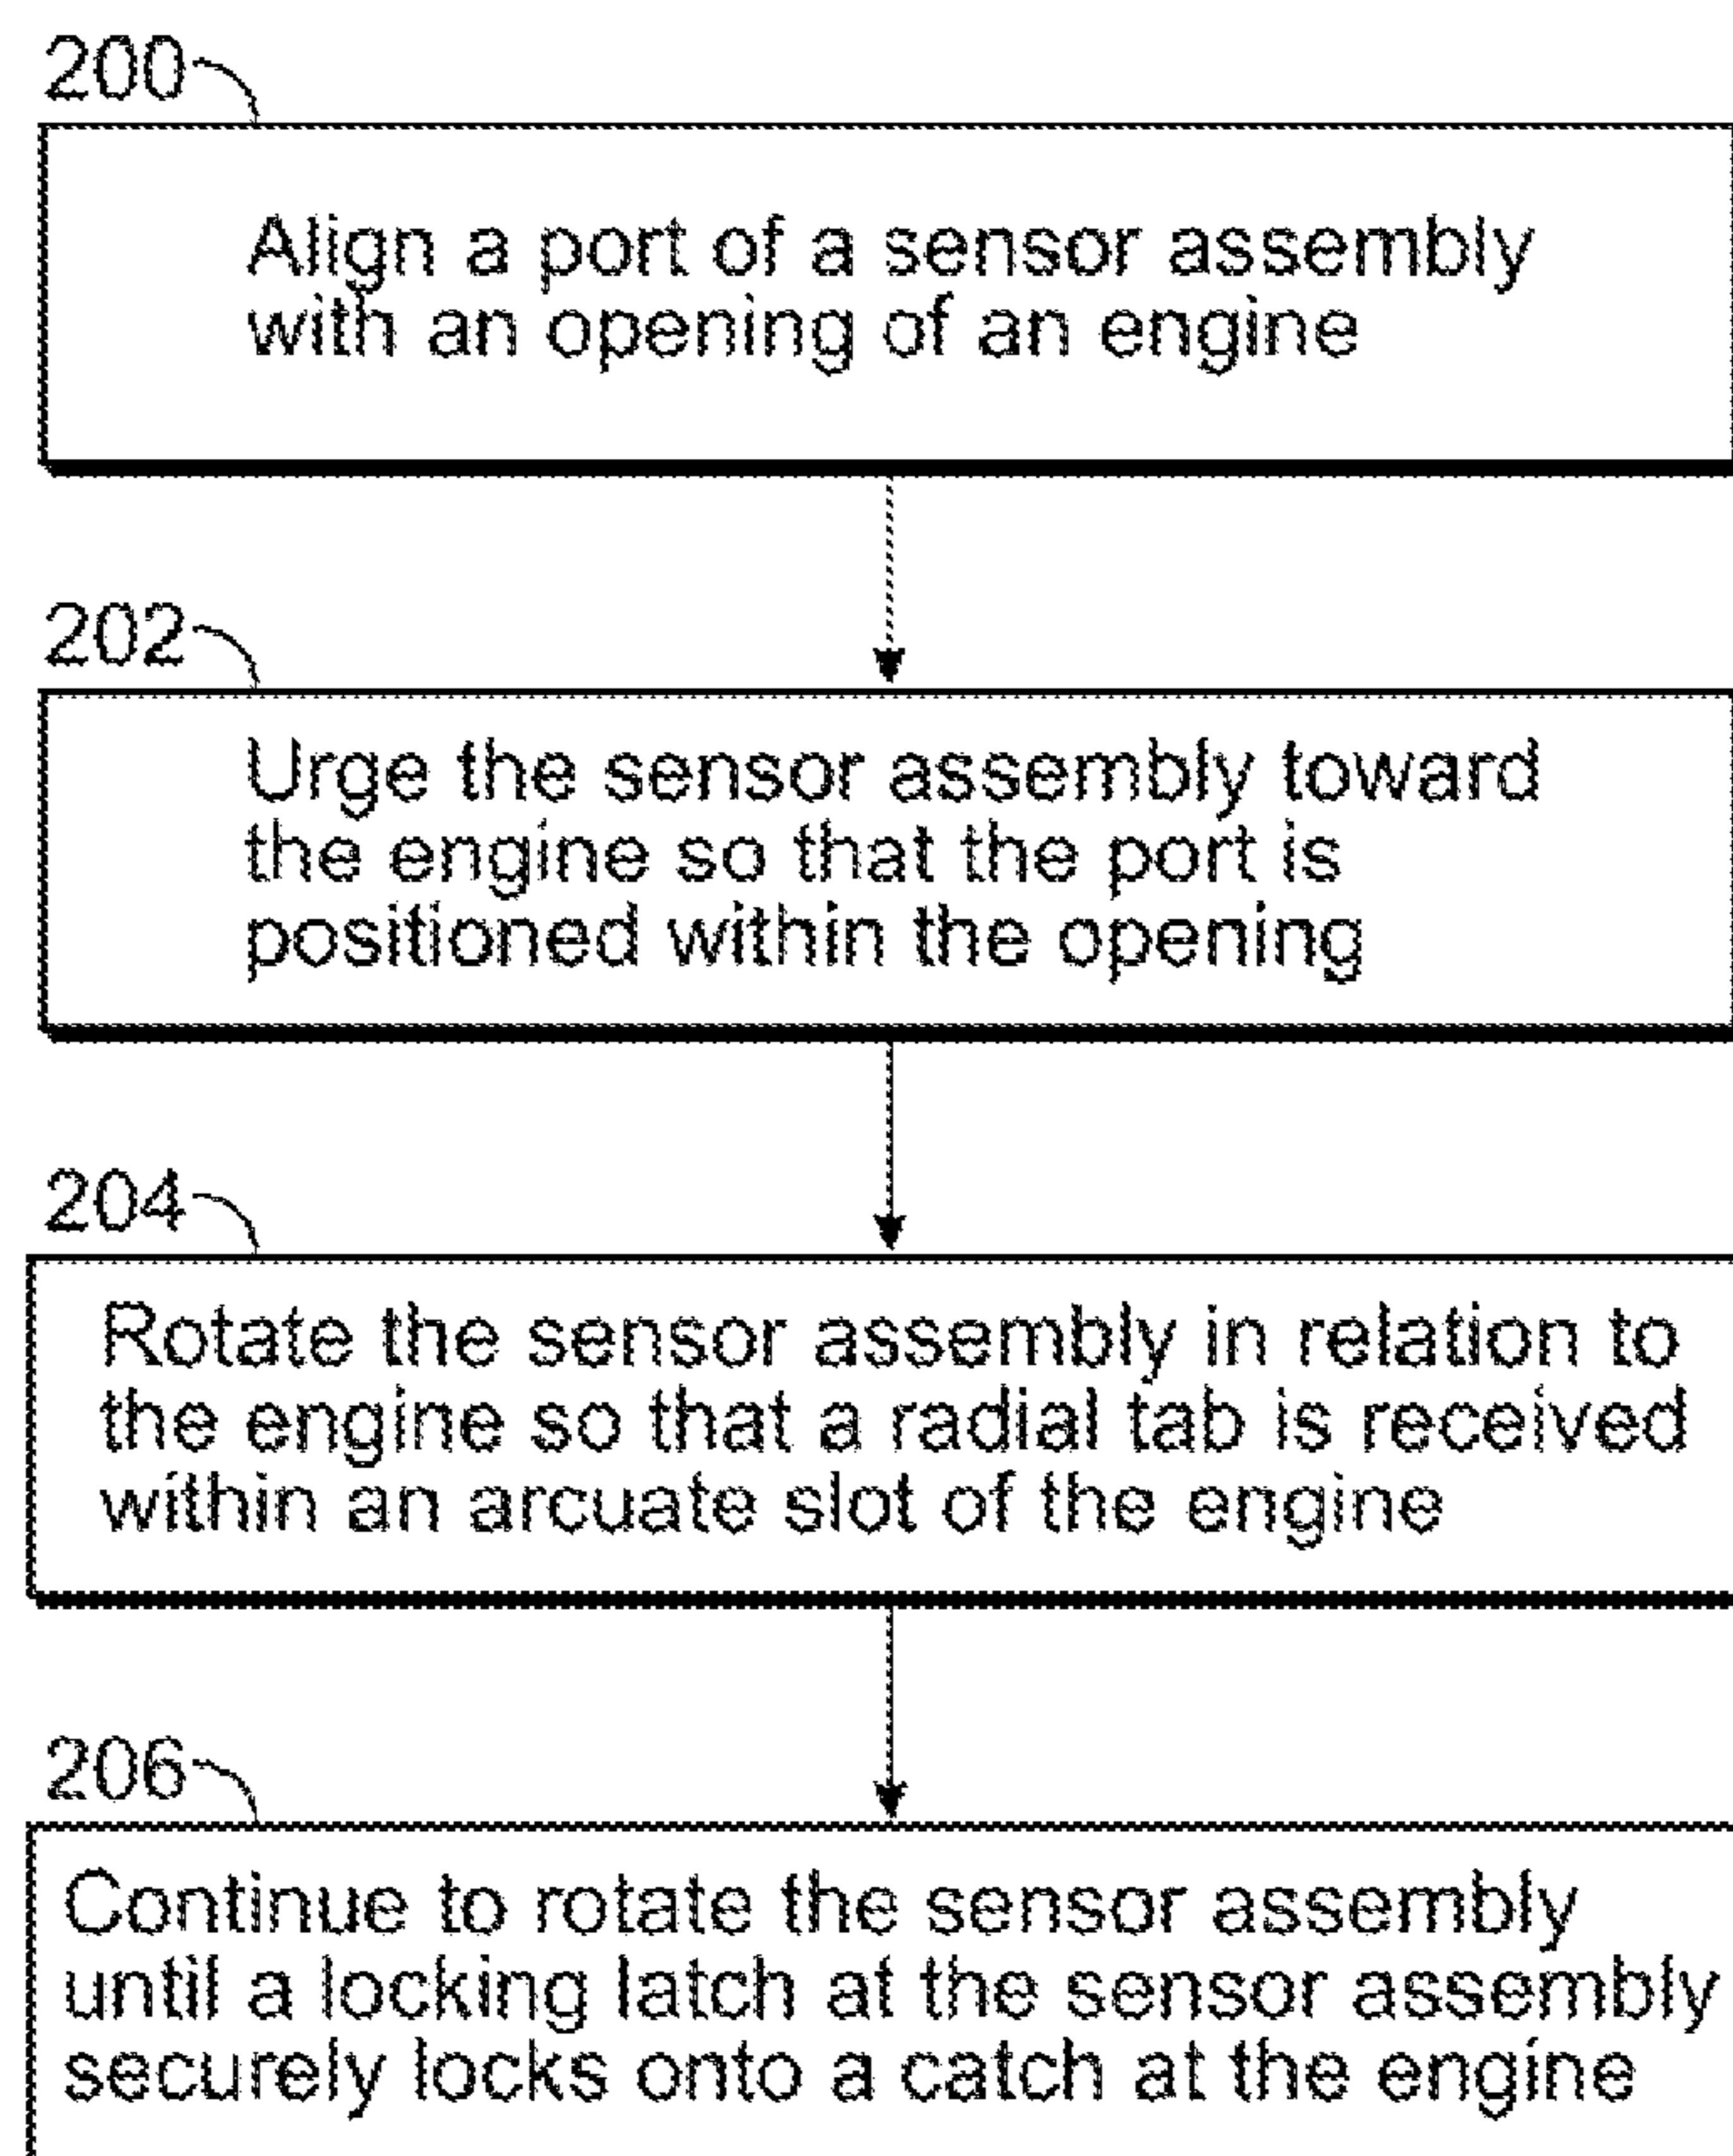 200
Align a port of a sensor assembly
with an opening of an engine
202
Urge the sensor assembly toward
the engine so that the port is
positioned within the opening
204
Rotate the sensor assembly in relation to
the engine so that a radial tab is received
within an arcuate slot of the engine
206
Continue to rotate the sensor assembly
until a locking latch at the sensor assembly
securely locks onto a catch at the engine